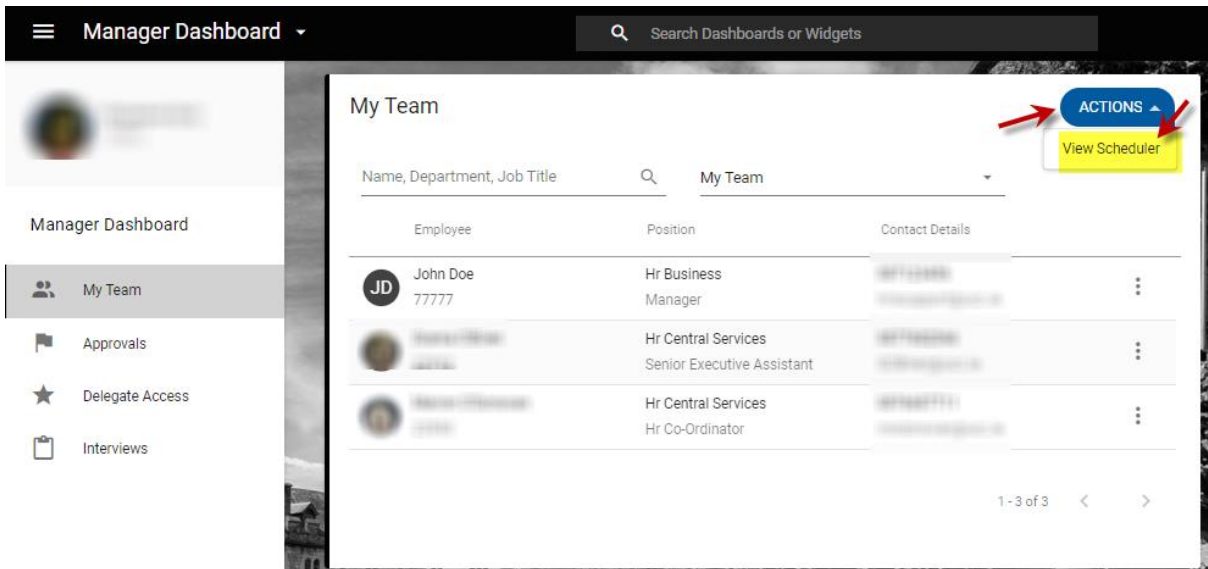 Manager Dashboard
Search Dashboards or Widgets
My Team
ACTIONS
View Scheduler
Name, Department, Job Title
My Team
Manager Dashboard
Employee Position Contact Details
My Team
JD
John Doe Hr Business
77777 Manager
Approvals
Hr Central Services
Senior Executive Assistant
Delegate Access
Hr Central Services
Hr Co-Ordinator
Interviews
1 - 3 of 3